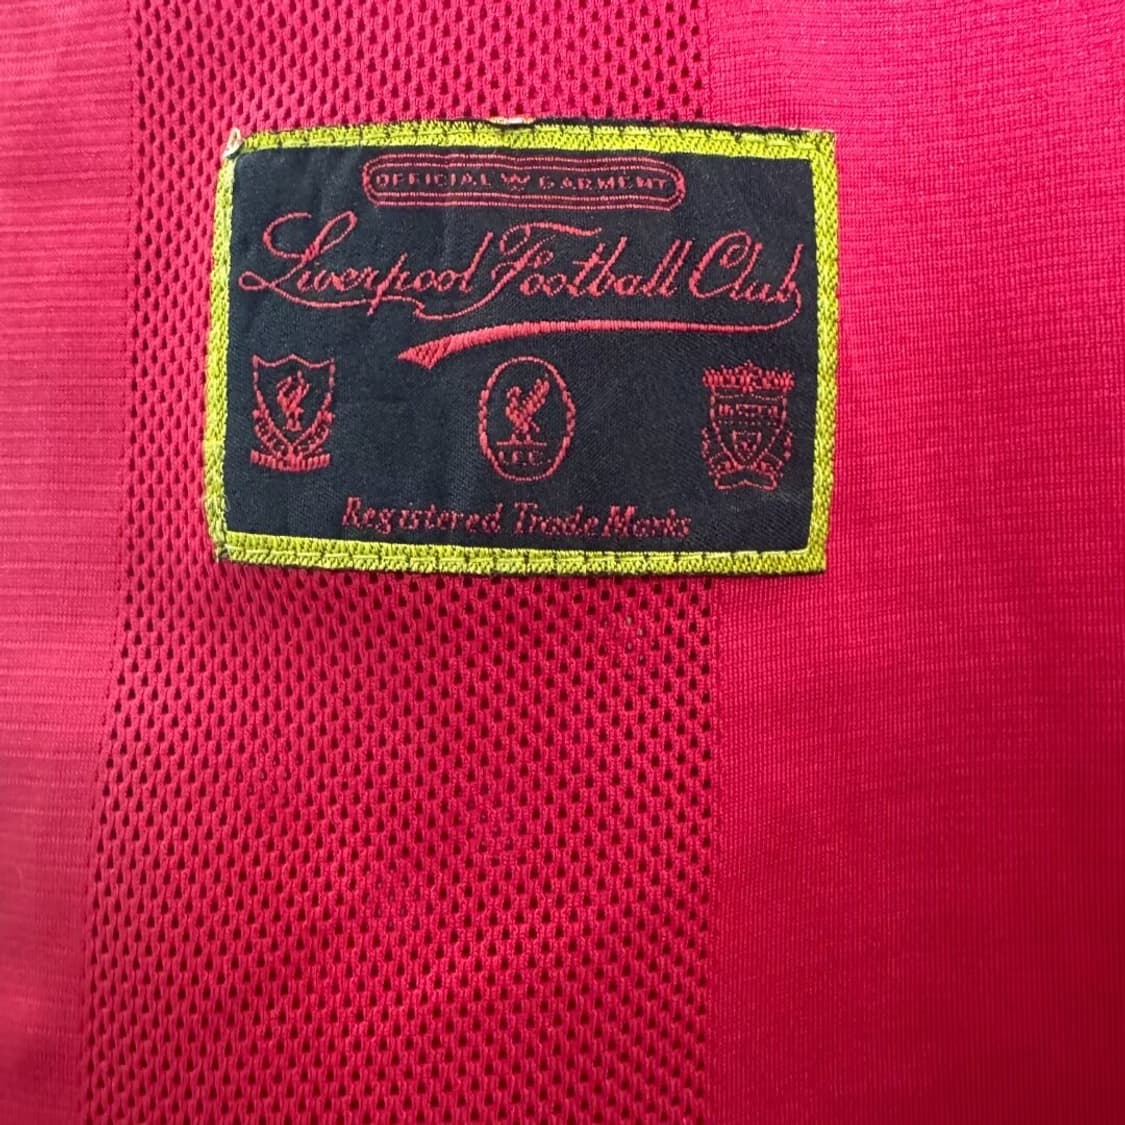 OFFICIAL W GARMENT
Liverpool Football Club
L.F.C.
Registered Trade Marks